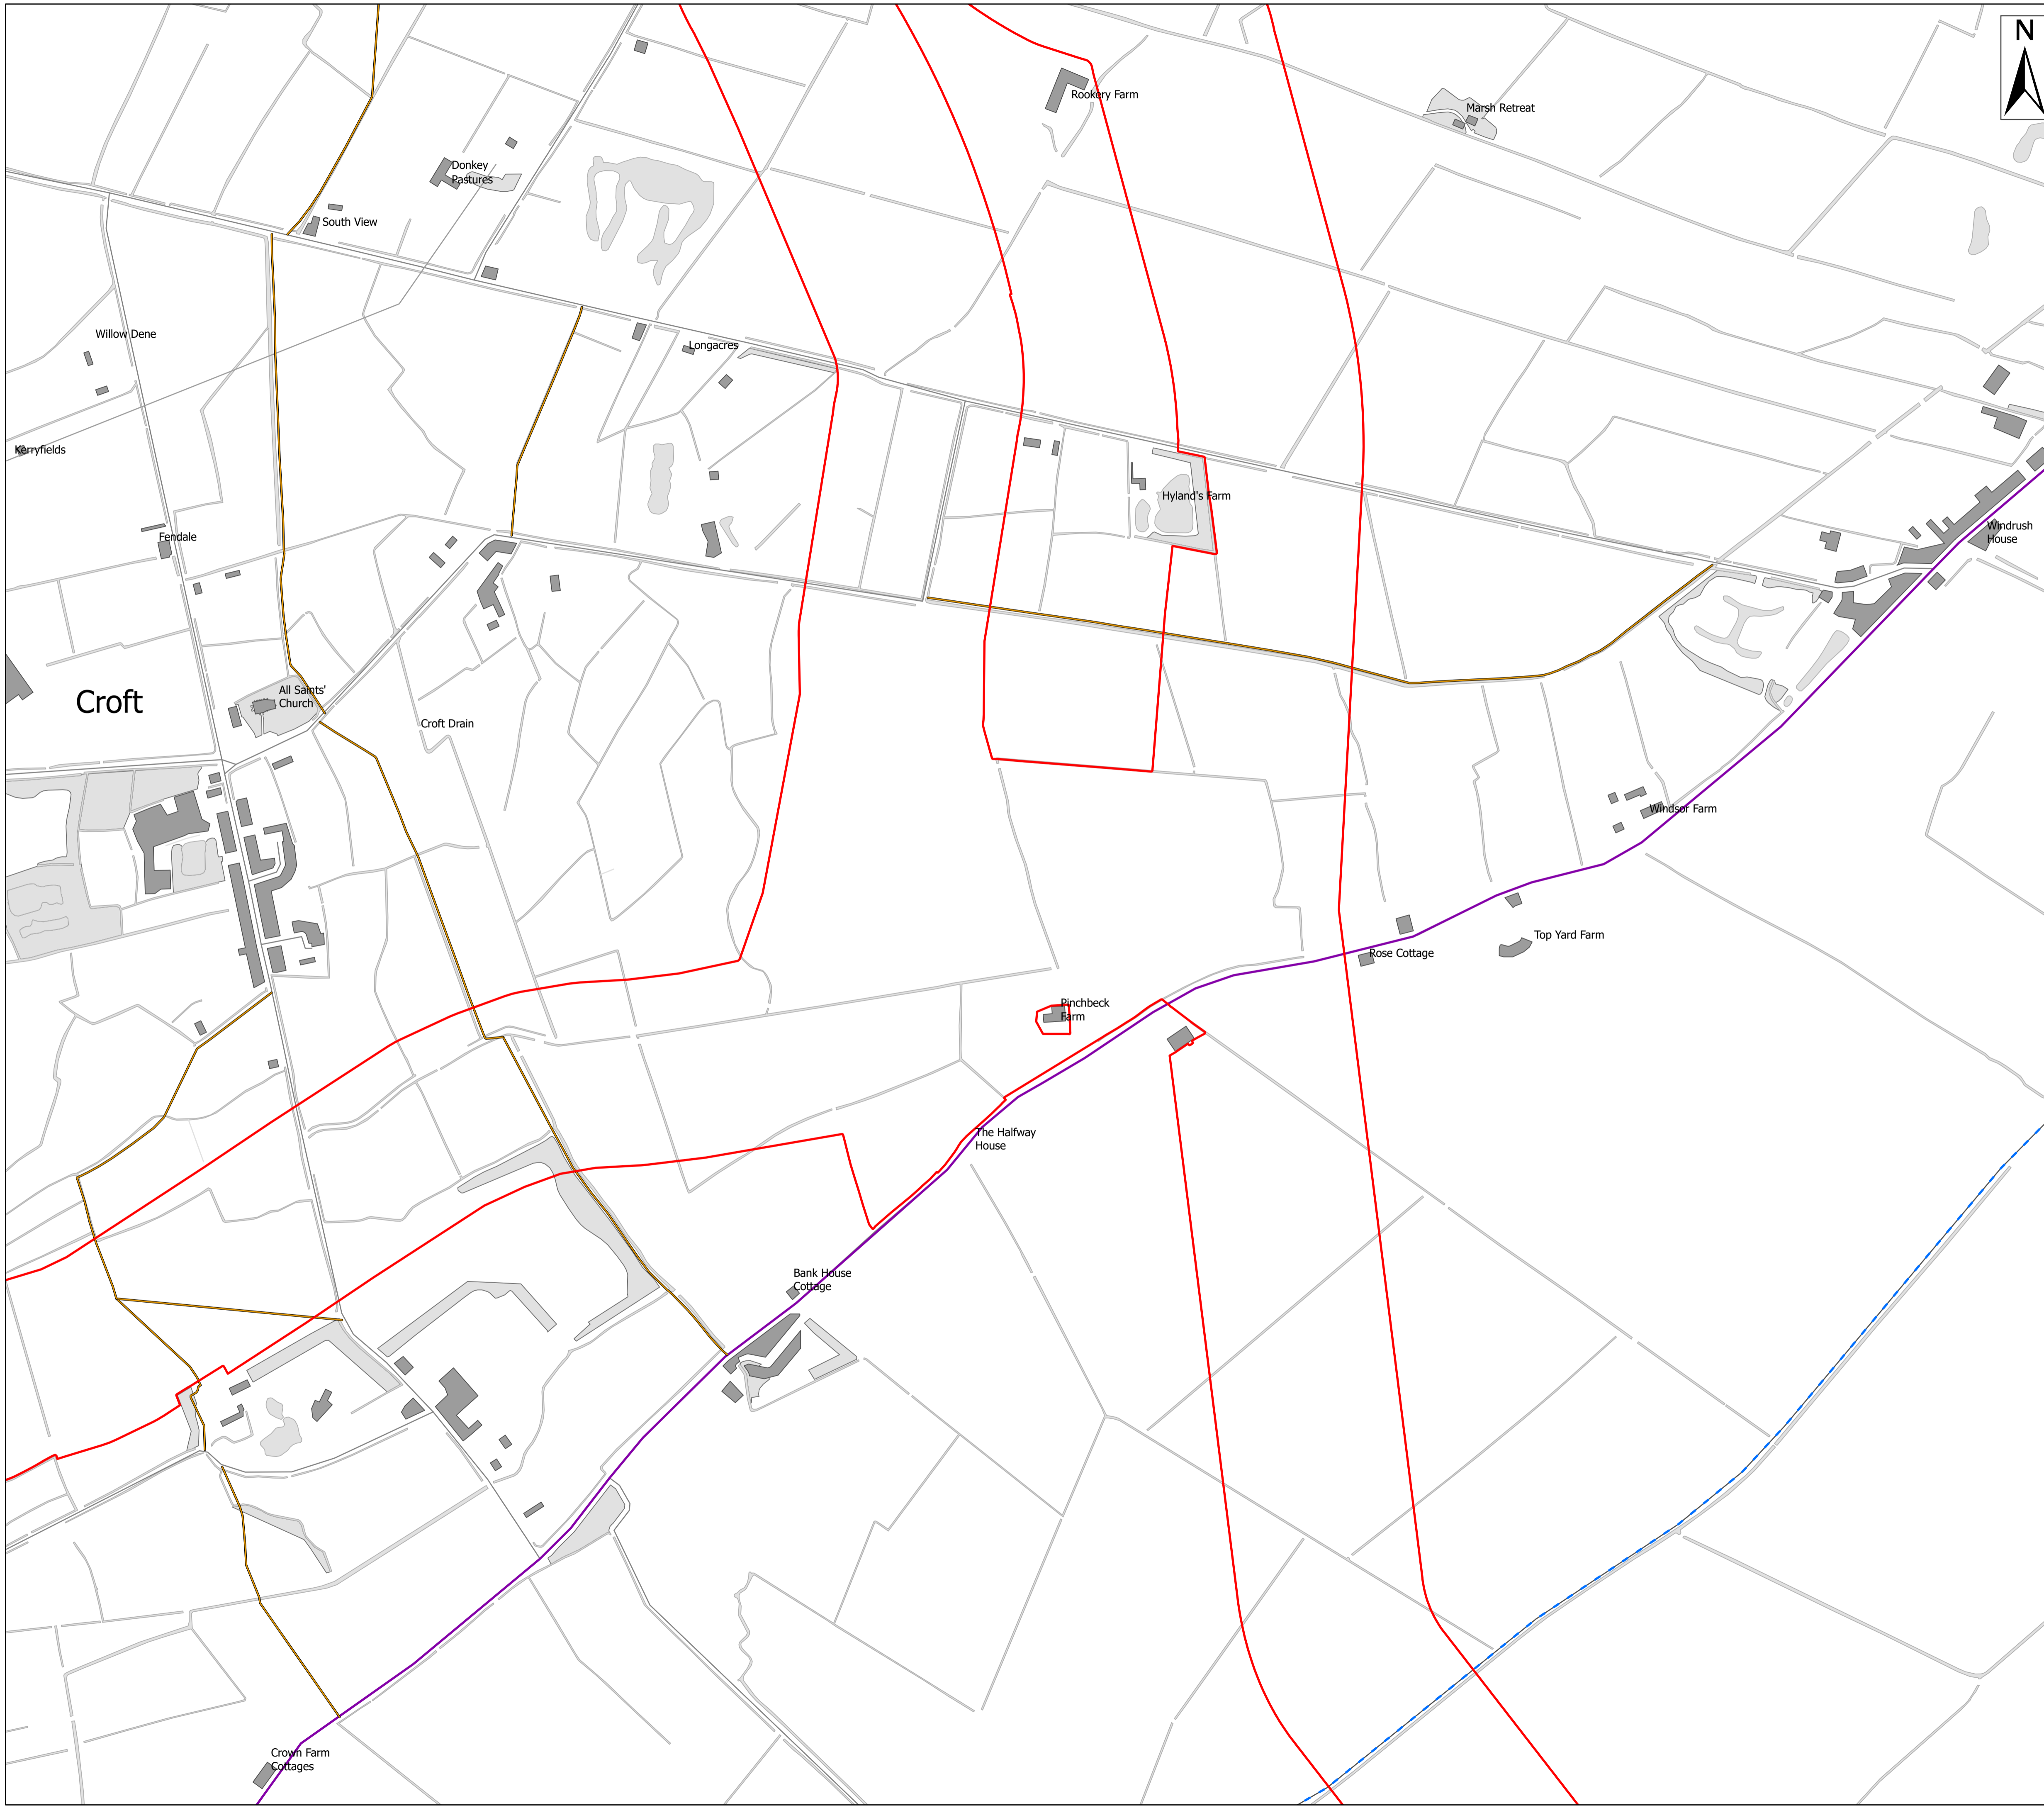 N
Rookery Farm
Marsh Retreat
Donkey
Pastures
South View
Willow Dene
Longacres
Kerryfields
Hyland's Farm
Fendale
Windrush
House
All Saints'
Church
Croft
Croft Drain
Windsor Farm
Top Yard Farm
Rose Cottage
Pinchbeck
Farm
The Halfway
House
Bank House
Cottage
Crown Farm
Cottages